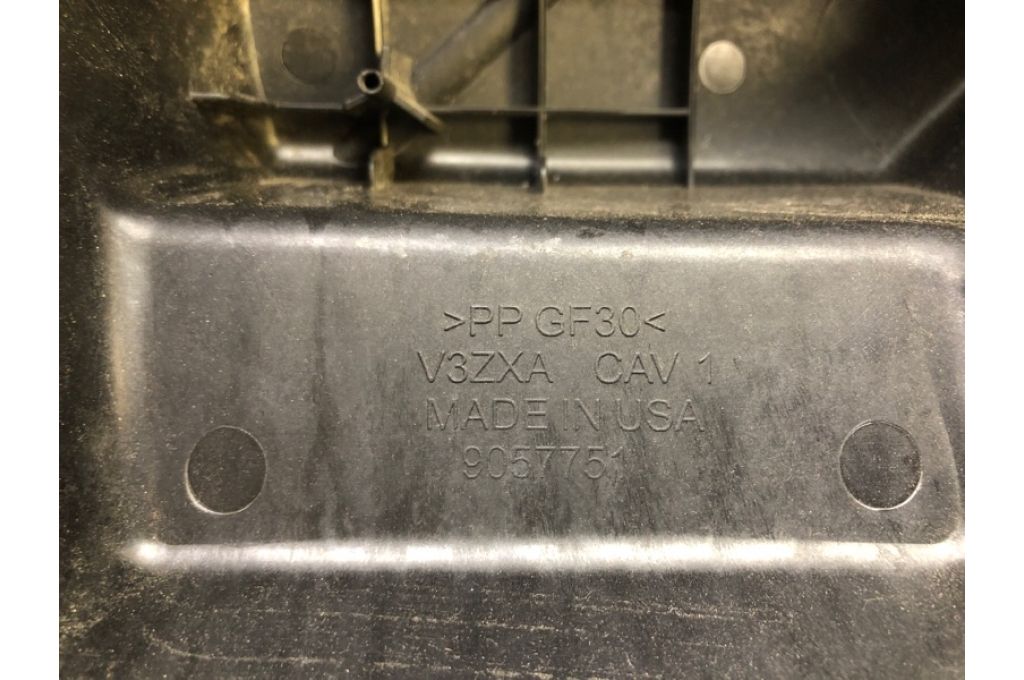 >PP GF30<
V3ZXA CAV 1
MADE IN USA
9057751